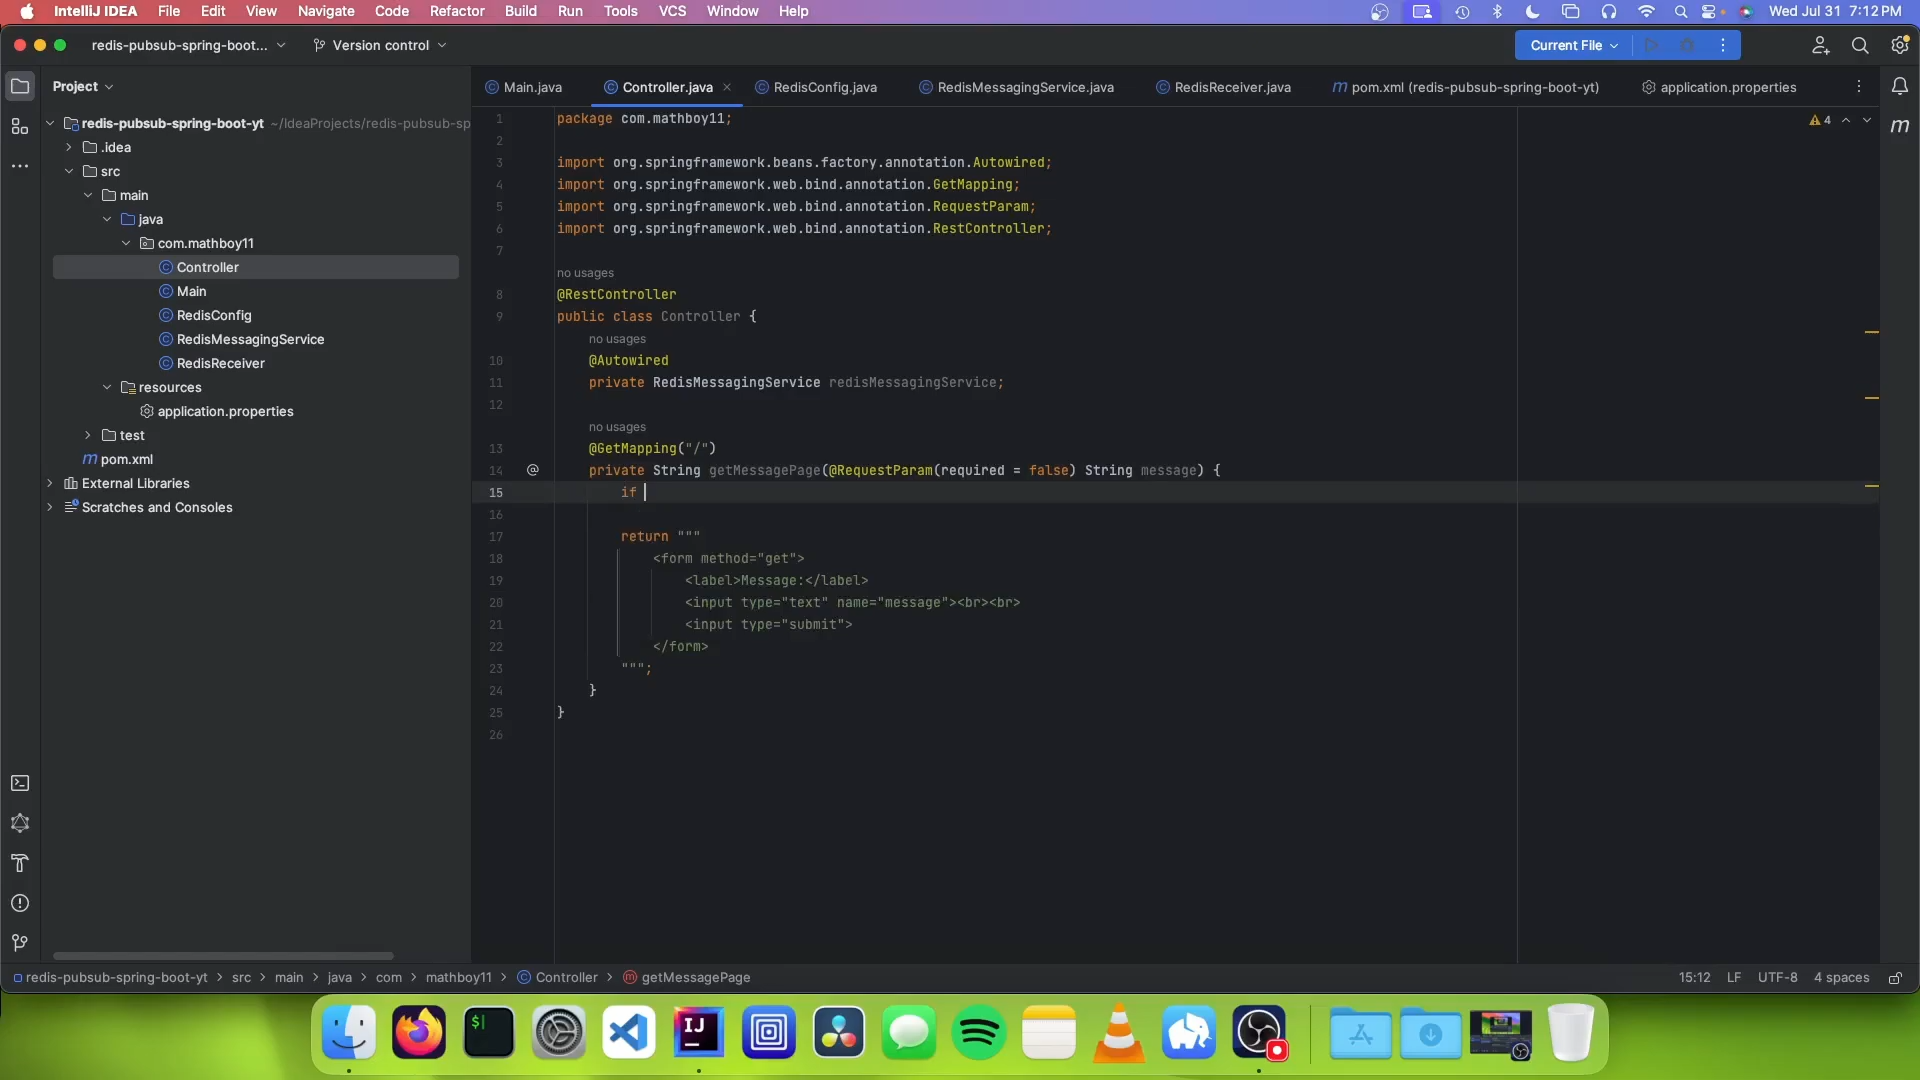 IntelliJ IDEA File Edit View Navigate Code Refactor Build Run Tools VCS Window Help Wed Jul 31 7:12 PM
redis-pubsub-spring-boot... Version control Current File
Project
Main.java Controller.java RedisConfig.java RedisMessagingService.java RedisReceiver.java pom.xml (redis-pubsub-spring-boot-yt) application.properties
redis-pubsub-spring-boot-yt ~/IdeaProjects/redis-pubsub-sp
.idea
src
main
java
com.mathboy11
Controller
Main
RedisConfig
RedisMessagingService
RedisReceiver
resources
application.properties
test
pom.xml
External Libraries
Scratches and Consoles
4
1 package com.mathboy11;
2
3 import org.springframework.beans.factory.annotation.Autowired;
4 import org.springframework.web.bind.annotation.GetMapping;
5 import org.springframework.web.bind.annotation.RequestParam;
6 import org.springframework.web.bind.annotation.RestController;
7
no usages
8 @RestController
9 public class Controller {
no usages
10 @Autowired
11 private RedisMessagingService redisMessagingService;
12
no usages
13 @GetMapping("/")
14 private String getMessagePage(@RequestParam(required = false) String message) {
15 if
16
17 return """
18 <form method="get">
19 <label>Message:</label>
20 <input type="text" name="message"><br><br>
21 <input type="submit">
22 </form>
23 """;
24 }
25 }
26
redis-pubsub-spring-boot-yt > src > main > java > com > mathboy11 > Controller > getMessagePage 15:12 LF UTF-8 4 spaces